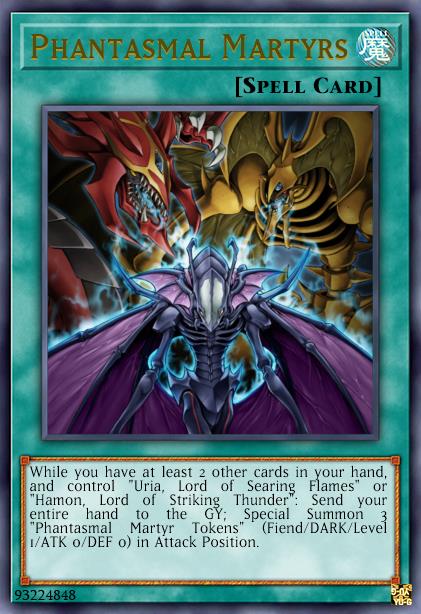 Phantasmal Martyrs
SPELL
魔
[Spell Card]
While you have at least 2 other cards in your hand,
and control "Uria, Lord of Searing Flames" or
"Hamon, Lord of Striking Thunder": Send your
entire hand to the GY; Special Summon 3
"Phantasmal Martyr Tokens" (Fiend/DARK/Level
1/ATK 0/DEF 0) in Attack Position.
93224848